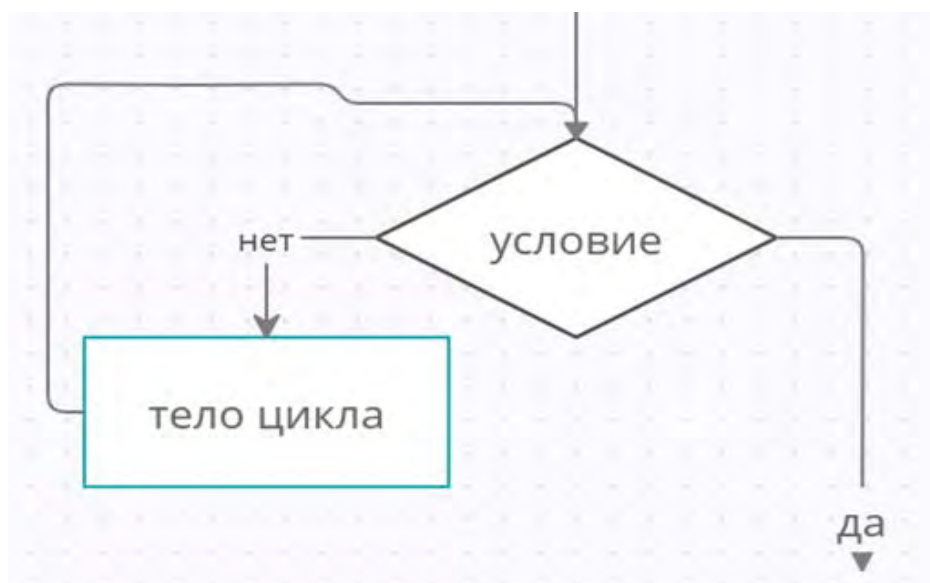 нет
условие
тело цикла
да